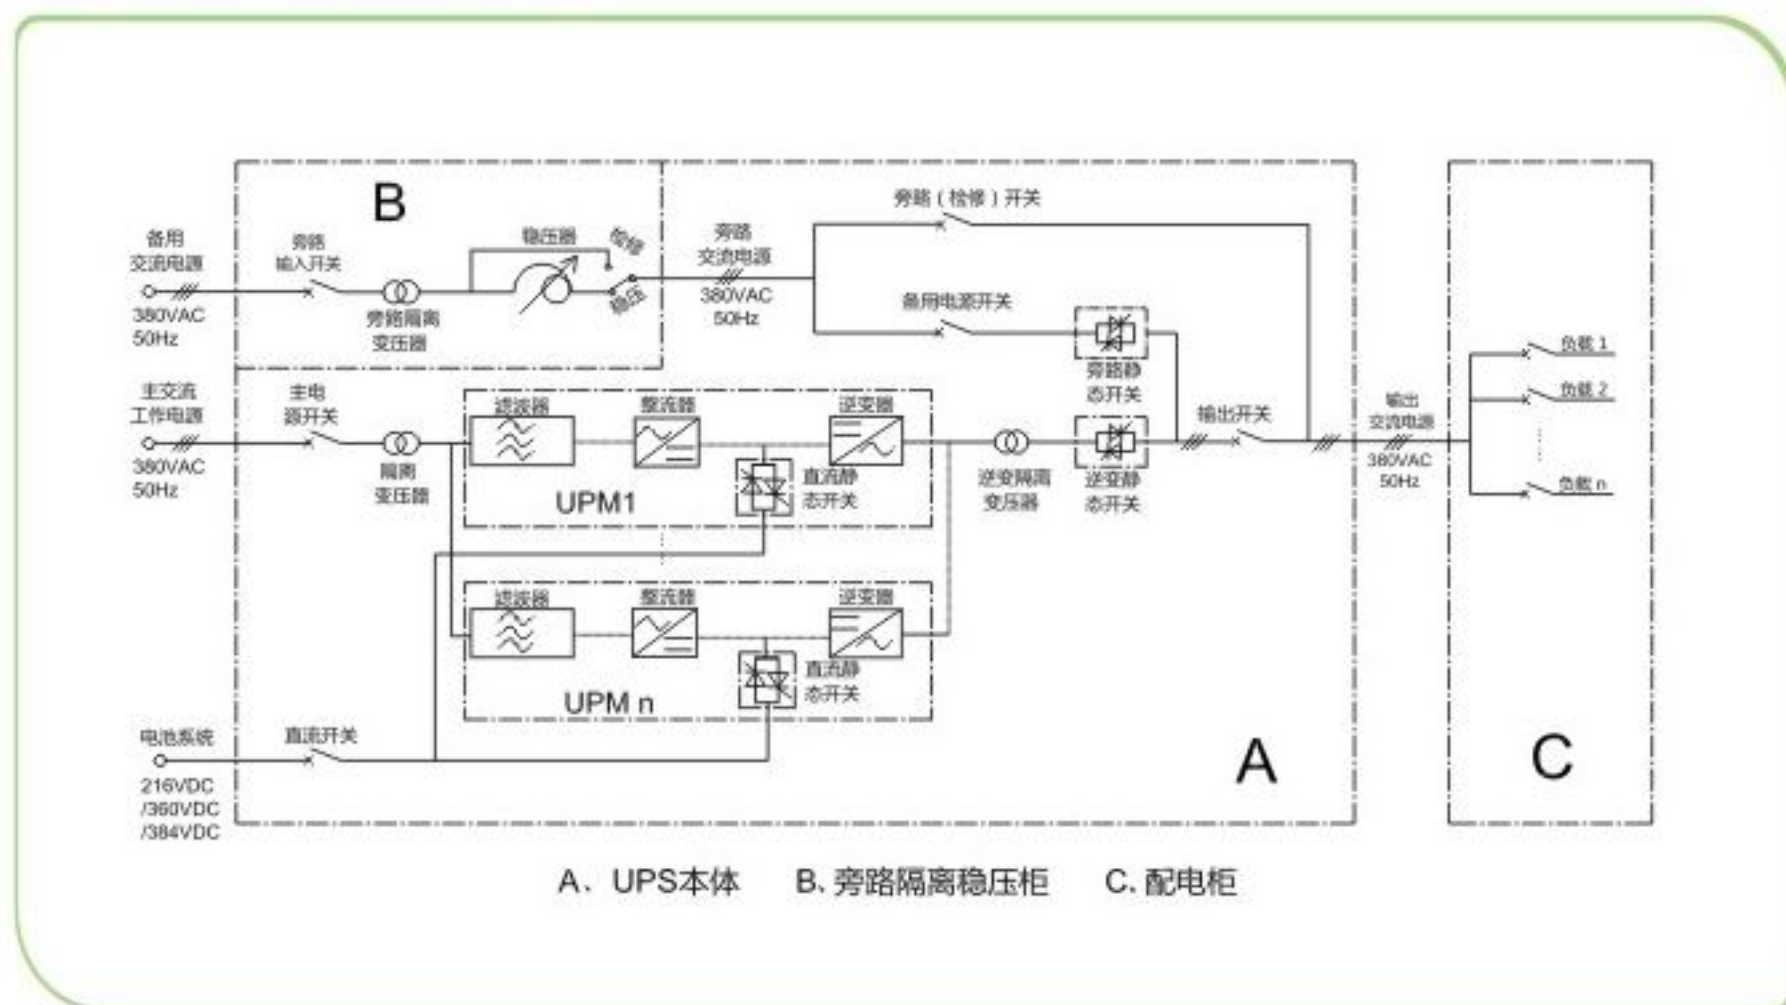 B
旁路（检修）开关
备用
交流电源
380VAC
50Hz
旁路
输入开关
旁路隔离
变压器
稳压器
检修
稳压
旁路
交流电源
380VAC
50Hz
备用电源开关
旁路静
态开关
主交流
工作电源
380VAC
50Hz
主电
源开关
隔离
变压器
滤波器
整流器
逆变器
直流静
态开关
UPM1
逆变隔离
变压器
逆变静
态开关
输出开关
输出
交流电源
380VAC
50Hz
负载 1
负载 2
负载 n
滤波器
整流器
逆变器
直流静
态开关
UPM n
电池系统
216VDC
/360VDC
/384VDC
直流开关
A
C
A、UPS本体 B、旁路隔离稳压柜 C、配电柜